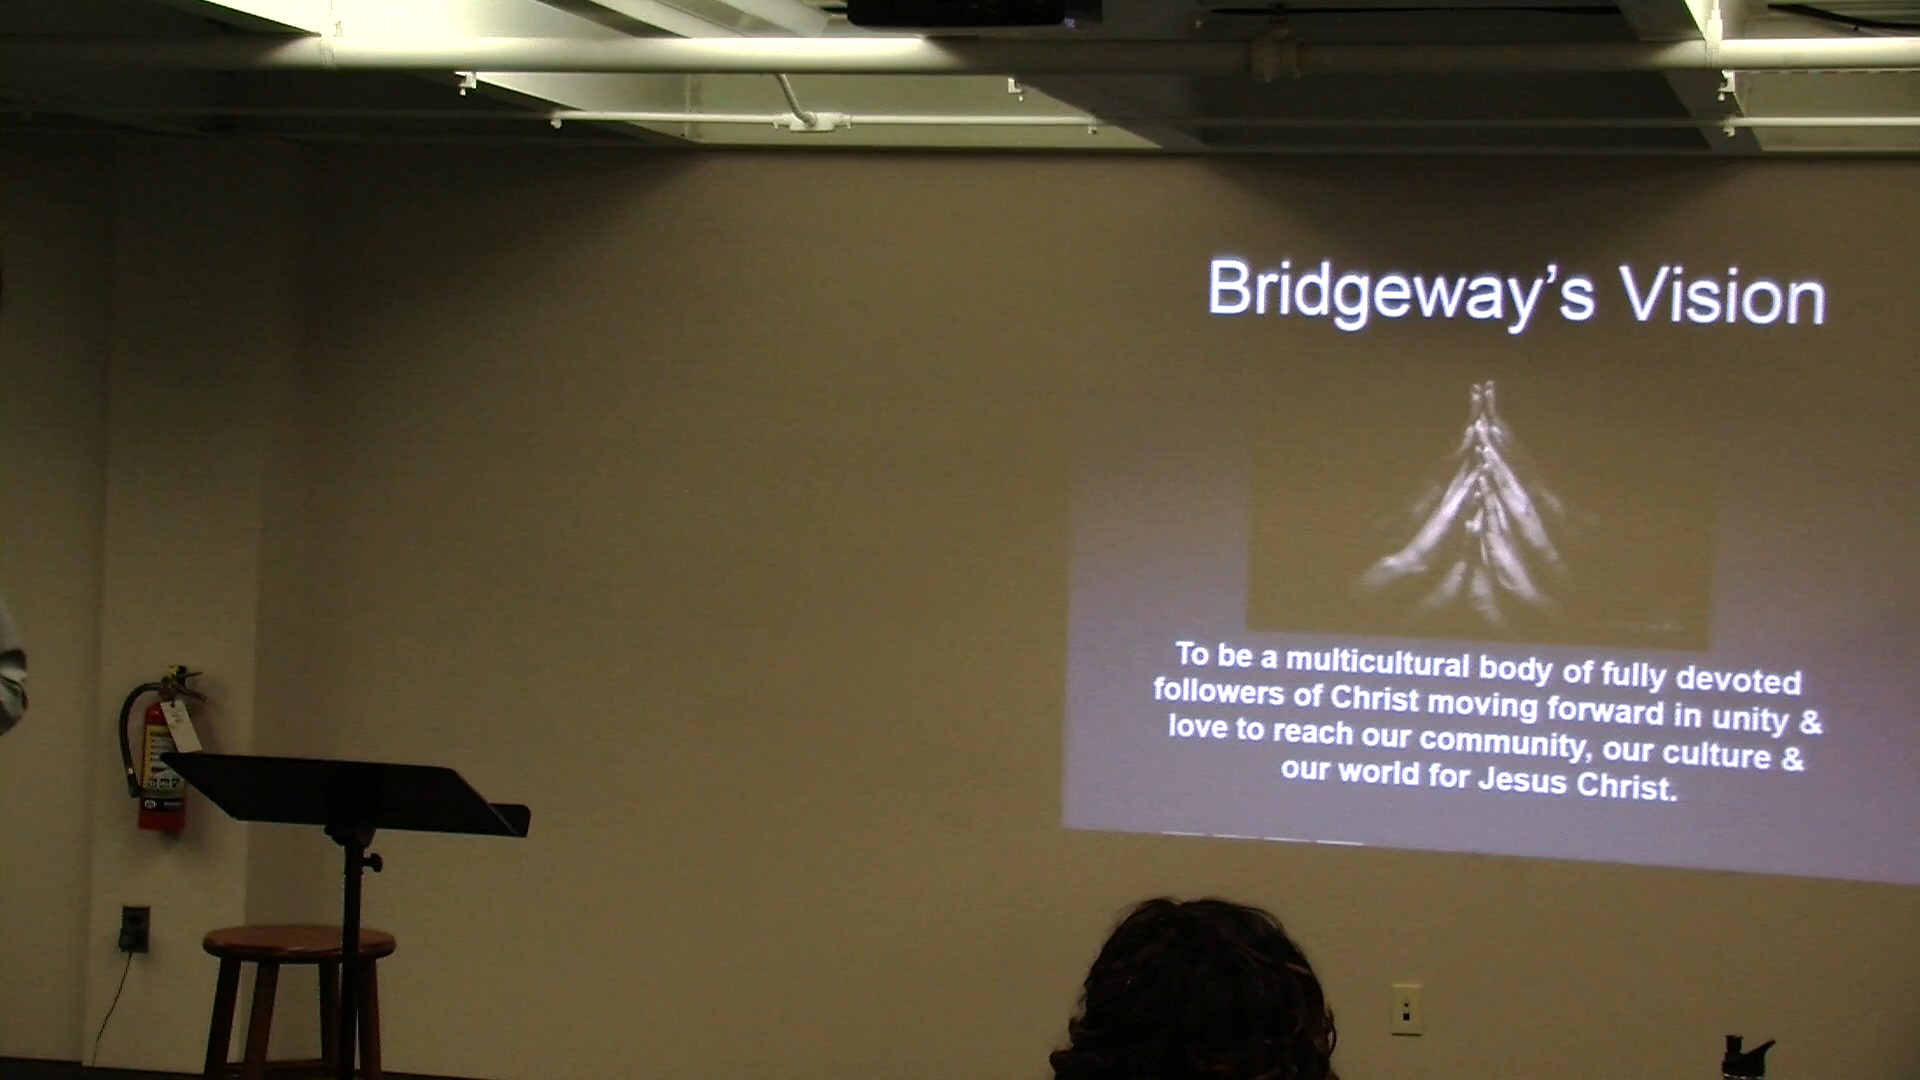 Bridgeway's Vision
To be a multicultural body of fully devoted
followers of Christ moving forward in unity &
love to reach our community, our culture &
our world for Jesus Christ.